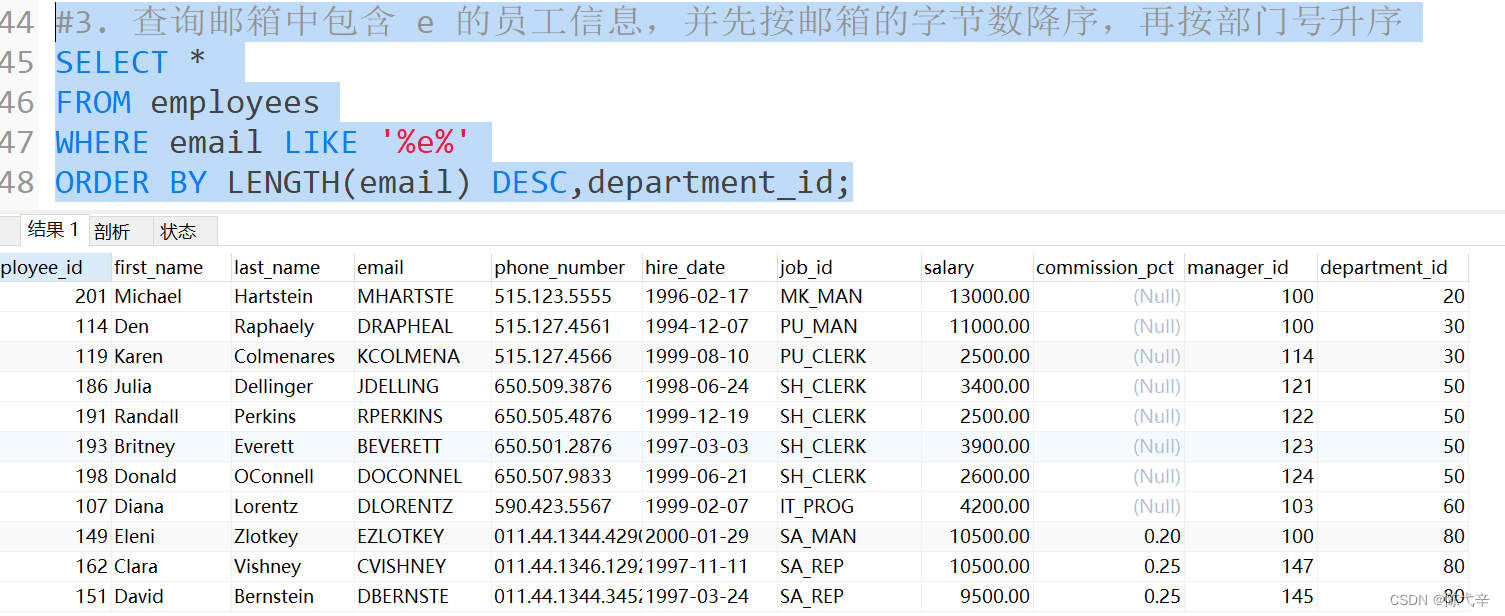 44 #3. 查询邮箱中包含 e 的员工信息，并先按邮箱的字节数降序，再按部门号升序
45 SELECT *
46 FROM employees
47 WHERE email LIKE '%e%'
48 ORDER BY LENGTH(email) DESC,department_id;
结果 1 剖析 状态
ployee_id first_name last_name email phone_number hire_date job_id salary commission_pct manager_id department_id
201 Michael Hartstein MHARTSTE 515.123.5555 1996-02-17 MK_MAN 13000.00 (Null) 100 20
114 Den Raphaely DRAPHEAL 515.127.4561 1994-12-07 PU_MAN 11000.00 (Null) 100 30
119 Karen Colmenares KCOLMENA 515.127.4566 1999-08-10 PU_CLERK 2500.00 (Null) 114 30
186 Julia Dellinger JDELLING 650.509.3876 1998-06-24 SH_CLERK 3400.00 (Null) 121 50
191 Randall Perkins RPERKINS 650.505.4876 1999-12-19 SH_CLERK 2500.00 (Null) 122 50
193 Britney Everett BEVERETT 650.501.2876 1997-03-03 SH_CLERK 3900.00 (Null) 123 50
198 Donald OConnell DOCONNEL 650.507.9833 1999-06-21 SH_CLERK 2600.00 (Null) 124 50
107 Diana Lorentz DLORENTZ 590.423.5567 1999-02-07 IT_PROG 4200.00 (Null) 103 60
149 Eleni Zlotkey EZLOTKEY 011.44.1344.4290 2000-01-29 SA_MAN 10500.00 0.20 100 80
162 Clara Vishney CVISHNEY 011.44.1346.1292 1997-11-11 SA_REP 10500.00 0.25 147 80
151 David Bernstein DBERNSTE 011.44.1344.3452 1997-03-24 SA_REP 9500.00 0.25 145 80
CSDN @陈弋辛